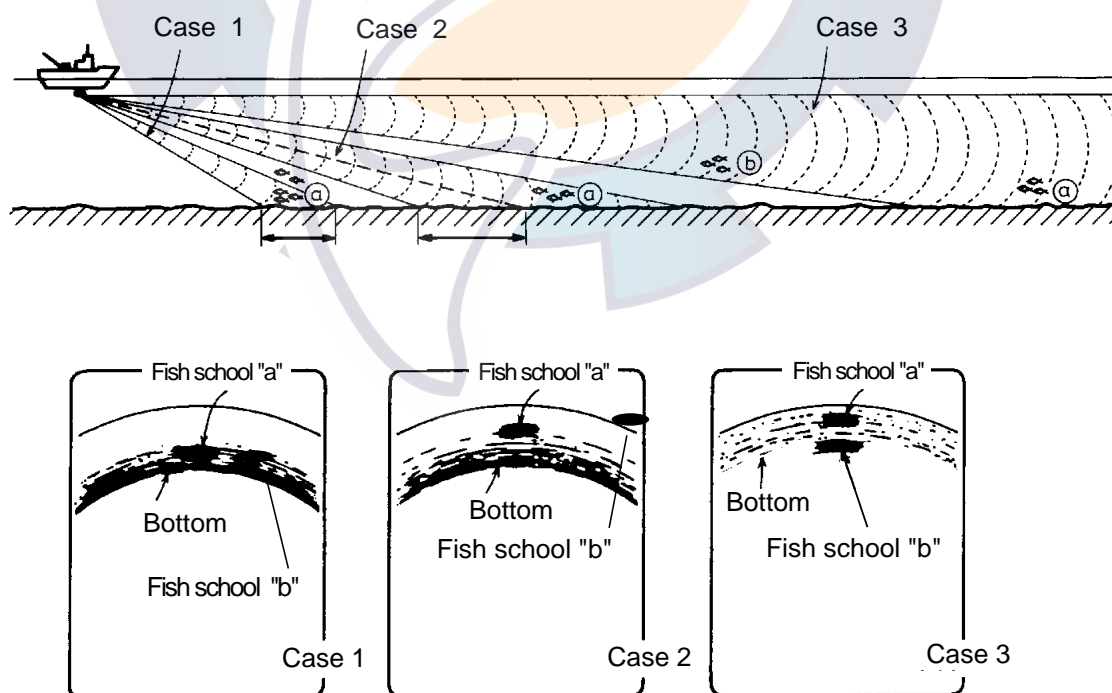 Case 1
Case 2
Case 3
b
a
a
a
Fish school "a"
Bottom
Fish school "b"
Case 1
Fish school "a"
Bottom
Fish school "b"
Case 2
Fish school "a"
Bottom
Fish school "b"
Case 3